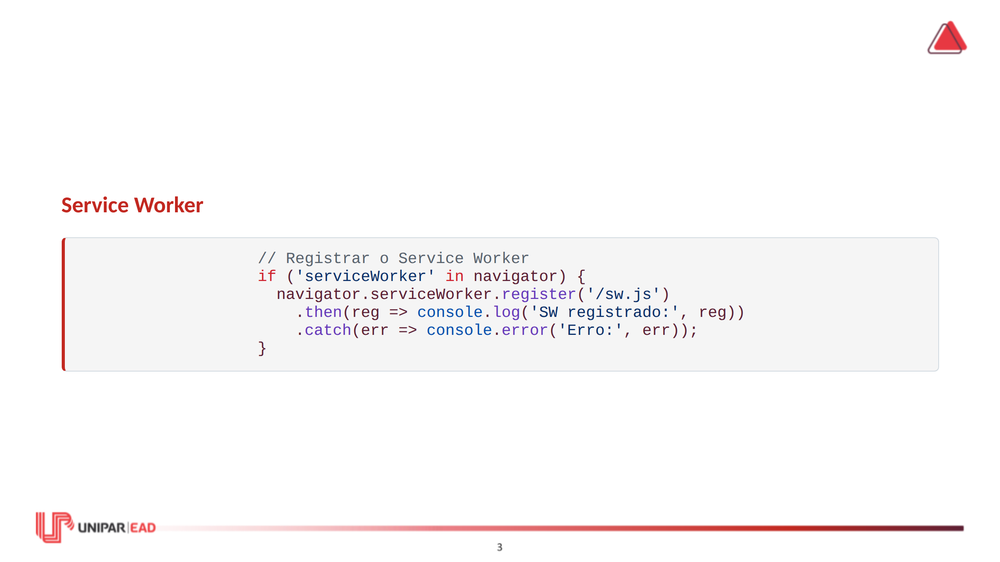 Service Worker
// Registrar o Service Worker
if ('serviceWorker' in navigator) {
  navigator.serviceWorker.register('/sw.js')
    .then(reg => console.log('SW registrado:', reg))
    .catch(err => console.error('Erro:', err));
}
UNIPAR|EAD
3